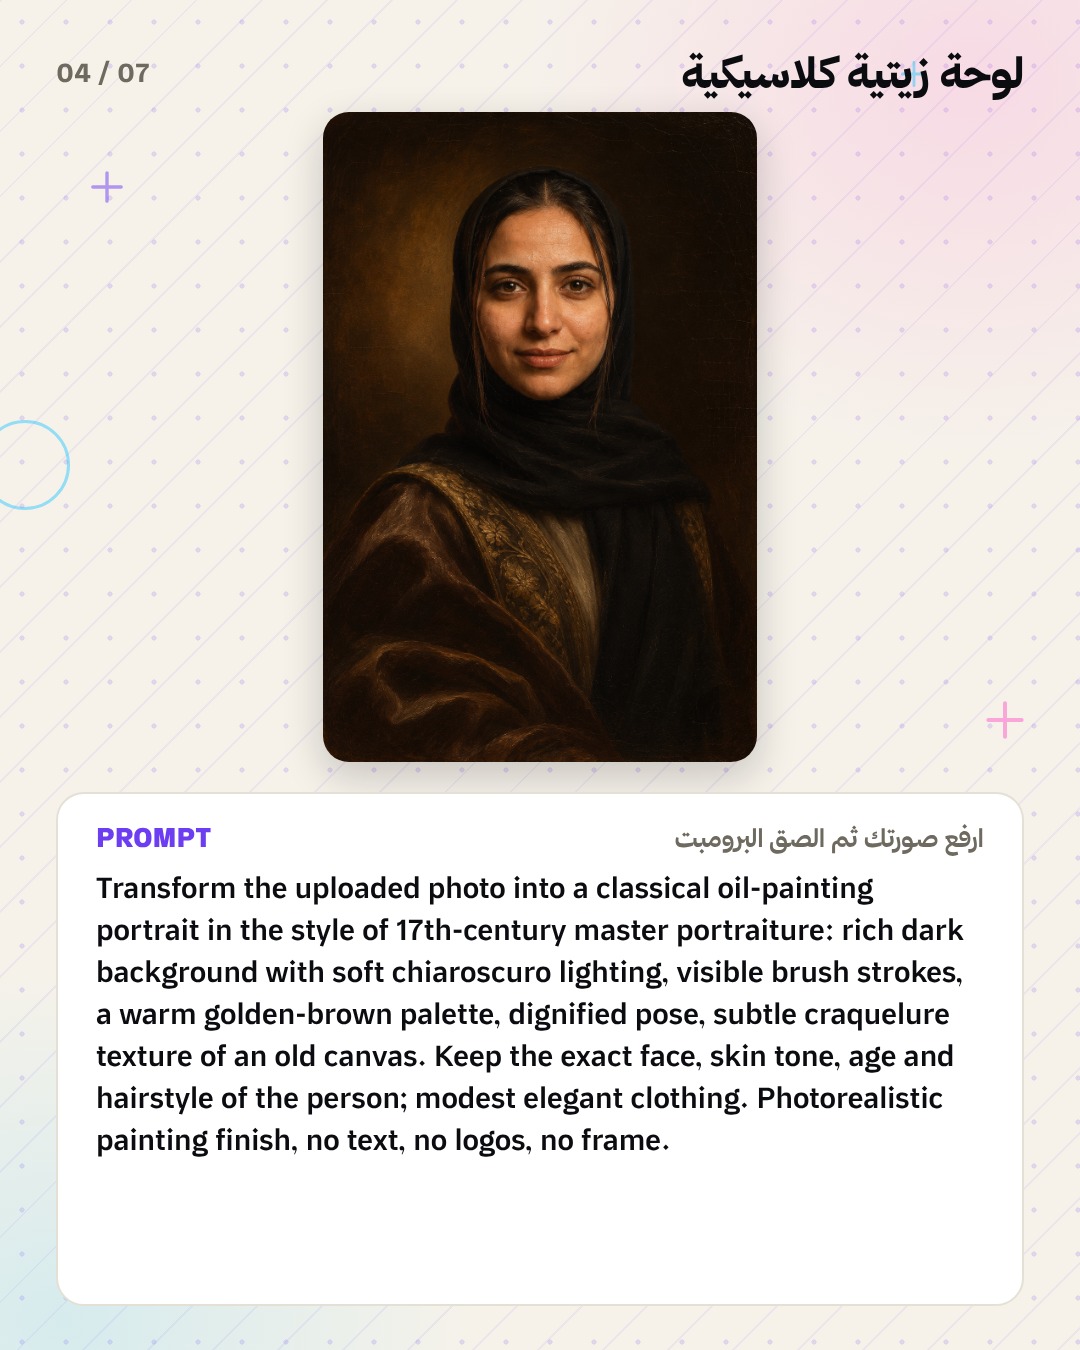 لوحة زيتية كلاسيكية
04 / 07
PROMPT
ارفع صورتك ثم الصق البرومبت
Transform the uploaded photo into a classical oil-painting
portrait in the style of 17th-century master portraiture: rich dark
background with soft chiaroscuro lighting, visible brush strokes,
a warm golden-brown palette, dignified pose, subtle craquelure
texture of an old canvas. Keep the exact face, skin tone, age and
hairstyle of the person; modest elegant clothing. Photorealistic
painting finish, no text, no logos, no frame.